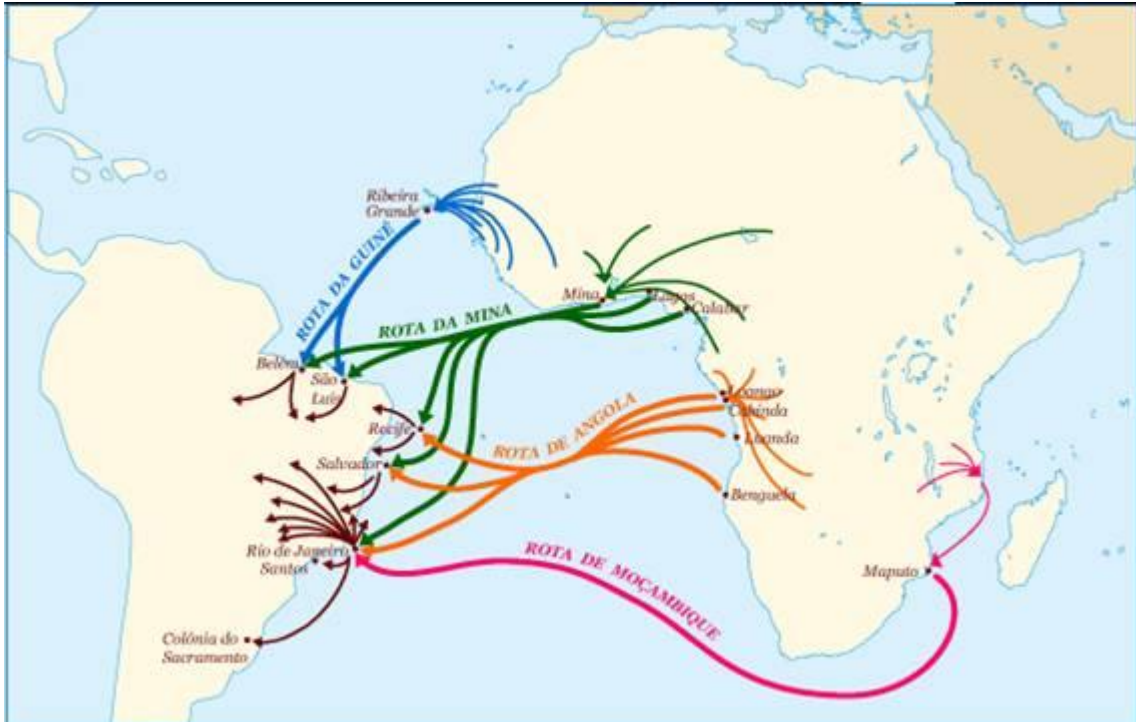 Ribeira
Grande
ROTA DA GUINÉ
Mina
Lagos
Calabar
ROTA DA MINA
Belém
São
Luís
Loango
Cabinda
Recife
ROTA DE ANGOLA
Luanda
Salvador
Benguela
Rio de Janeiro
Santos
ROTA DE MOÇAMBIQUE
Maputo
Colônia do
Sacramento